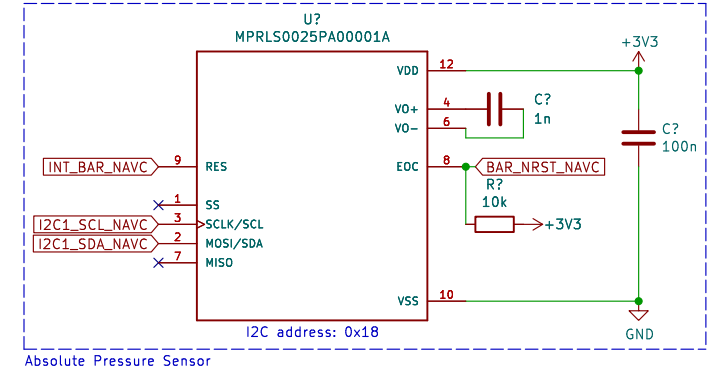 U?
MPRLS0025PA00001A
+3V3
VDD 12
VO+ 4
C?
1n
VO- 6
C?
100n
INT_BAR_NAVC 9 RES
EOC 8 BAR_NRST_NAVC
R?
10k
+3V3
1 SS
I2C1_SCL_NAVC 3 SCLK/SCL
I2C1_SDA_NAVC 2 MOSI/SDA
7 MISO
VSS 10
I2C address: 0x18
GND
Absolute Pressure Sensor